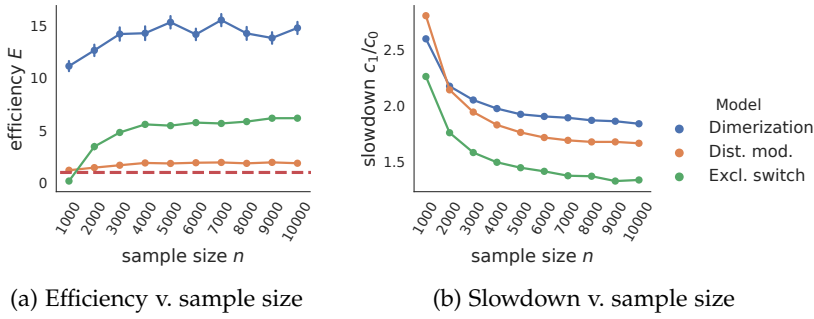 efficiency E
15
10
5
0
1000
2000
3000
4000
5000
6000
7000
8000
9000
10000
sample size n
(a) Efficiency v. sample size
slowdown c1/c0
2.5
2.0
1.5
1000
2000
3000
4000
5000
6000
7000
8000
9000
10000
sample size n
(b) Slowdown v. sample size
Model
Dimerization
Dist. mod.
Excl. switch